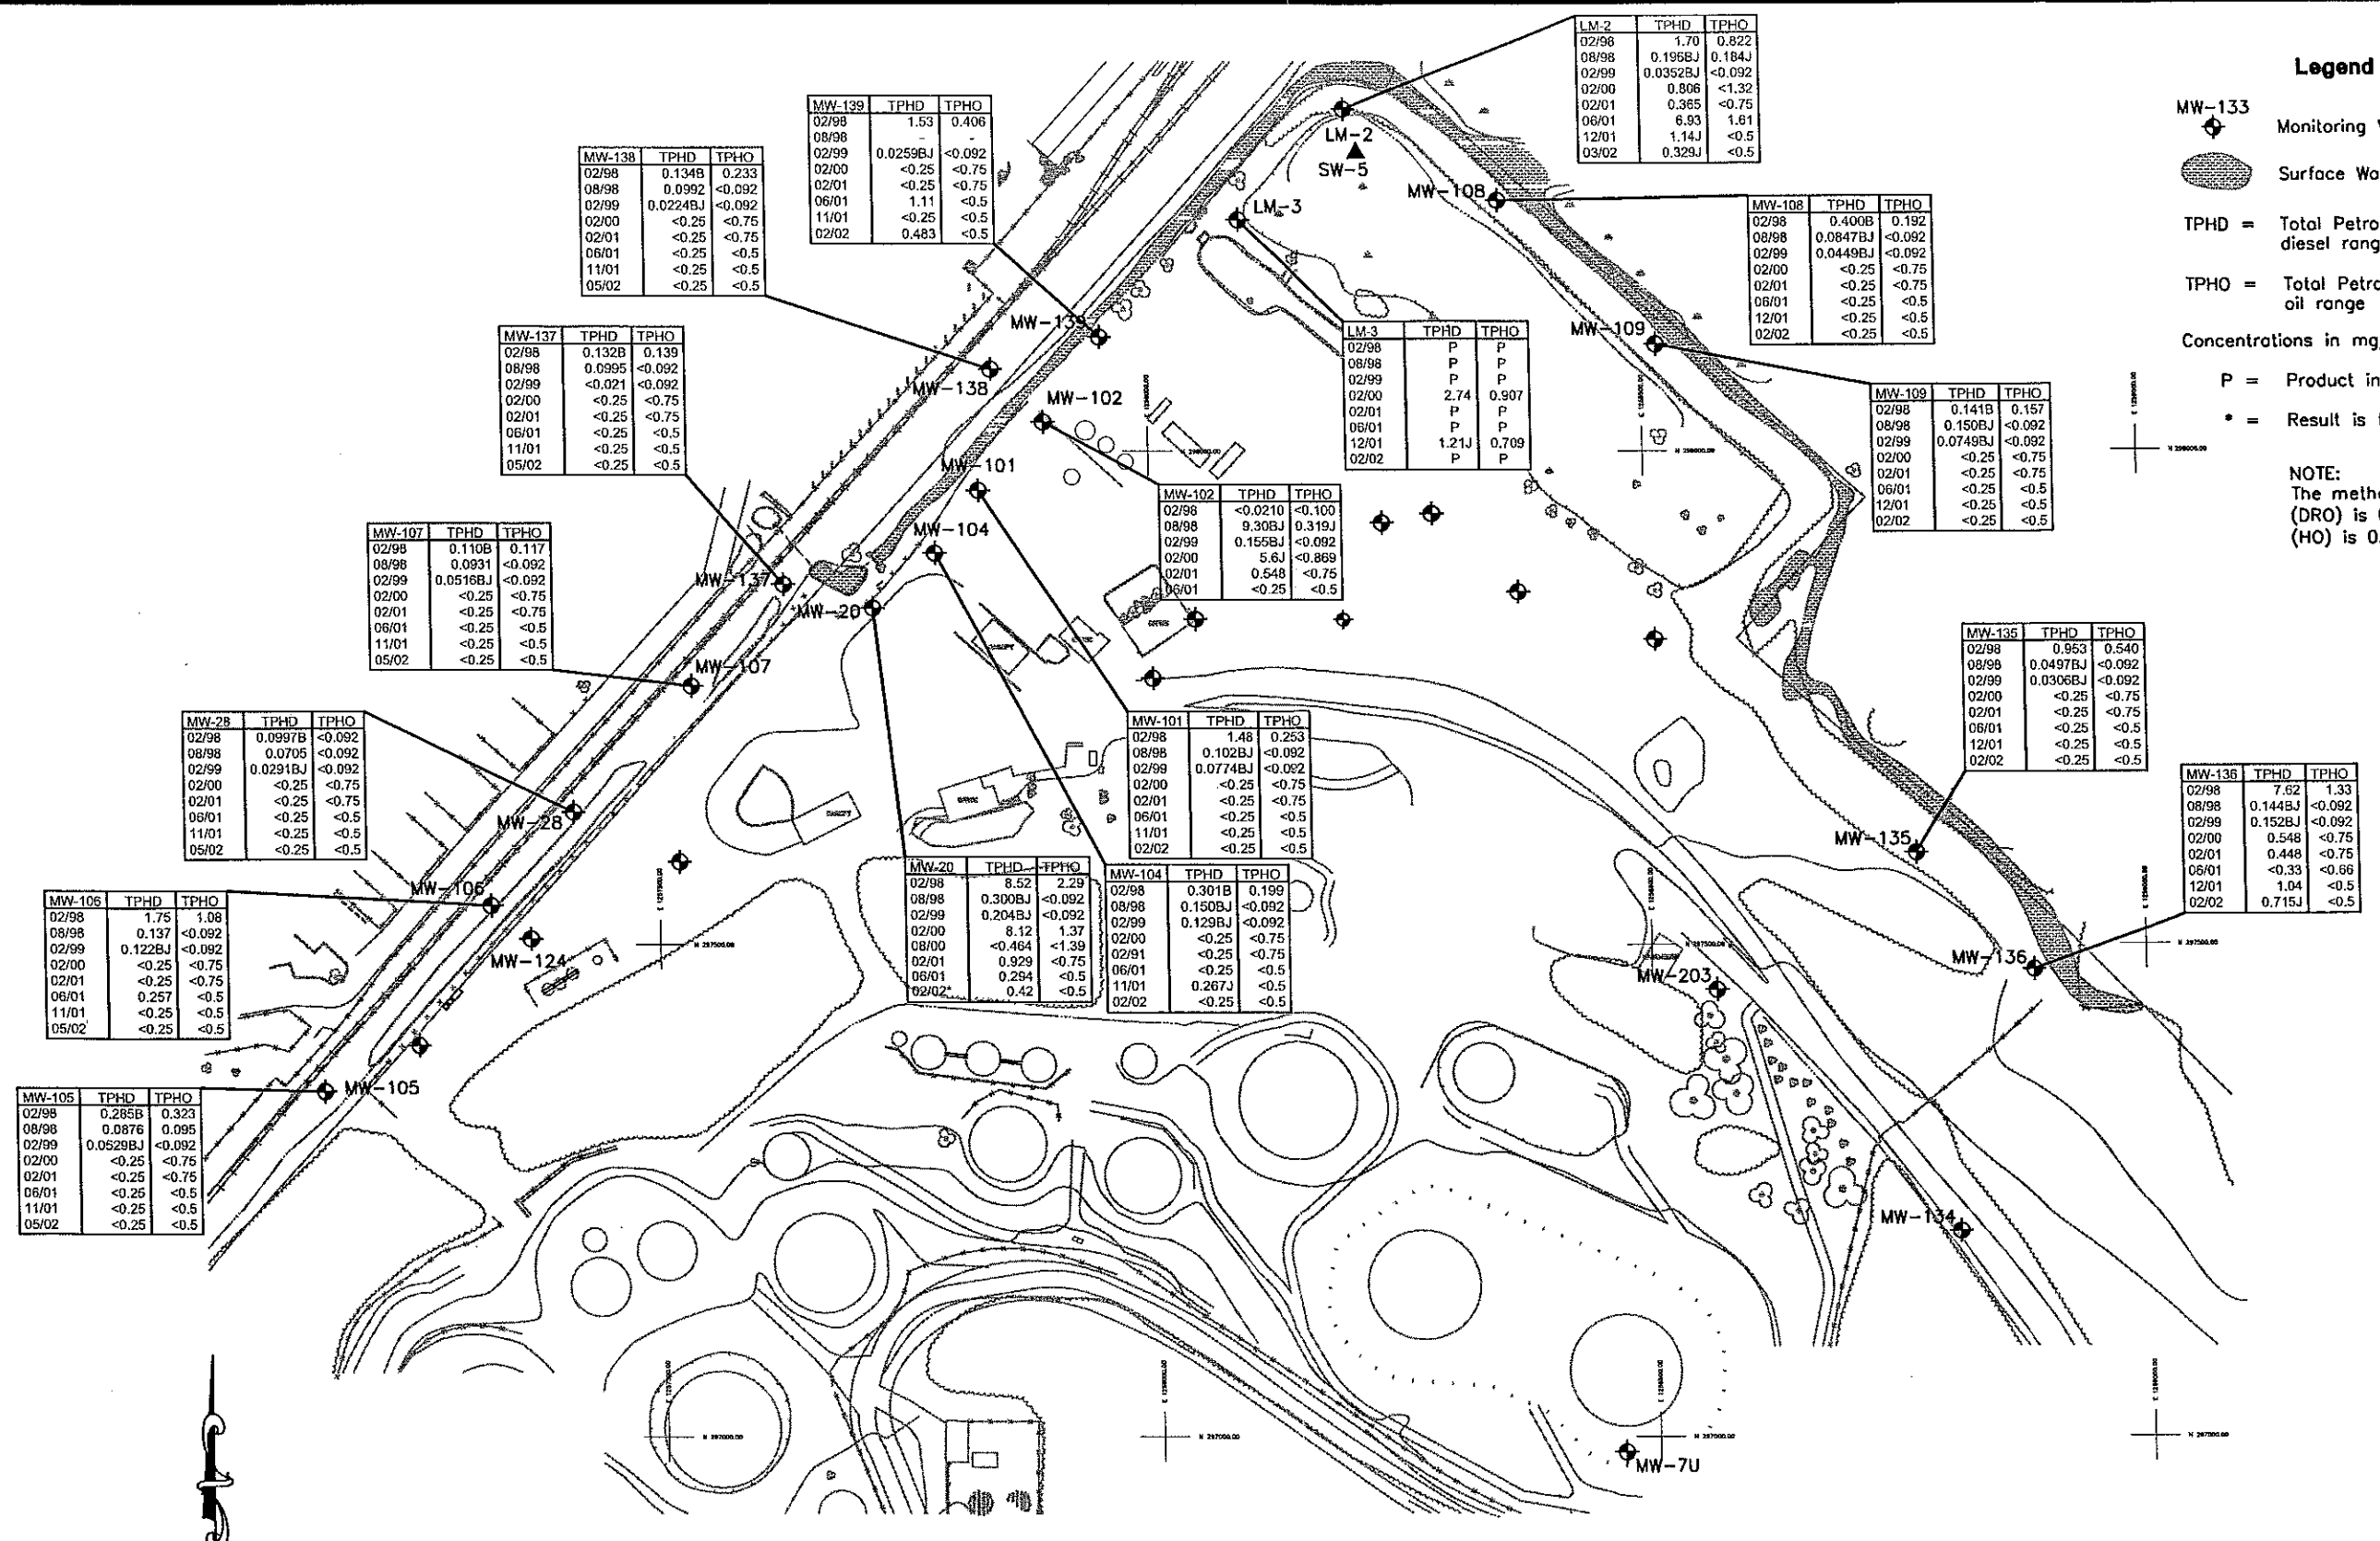 LM-2 TPHD TPHO
02/98 1.70 0.822
08/98 0.196BJ 0.184J
02/99 0.0352BJ <0.092
02/00 0.806 <1.32
02/01 0.365 <0.75
06/01 6.93 1.61
12/01 1.14J <0.5
03/02 0.329J <0.5
Legend
MW-133
Monitoring
Surface Wa
TPHD = Total Petro
diesel rang
TPHO = Total Petro
oil range
Concentrations in mg
P = Product in
* = Result is
NOTE:
The meth
(DRO) is
(HO) is 0.
MW-139 TPHD TPHO
02/98 1.53 0.406
08/98 - -
02/99 0.0259BJ <0.092
02/00 <0.25 <0.75
02/01 <0.25 <0.75
06/01 1.11 <0.5
11/01 <0.25 <0.5
02/02 0.483 <0.5
MW-138 TPHD TPHO
02/98 0.134B 0.233
08/98 0.0992 <0.092
02/99 0.0224BJ <0.092
02/00 <0.25 <0.75
02/01 <0.25 <0.75
06/01 <0.25 <0.5
11/01 <0.25 <0.5
05/02 <0.25 <0.5
LM-2
SW-5
MW-108
LM-3
MW-108 TPHD TPHO
02/98 0.400B 0.192
08/98 0.0847BJ <0.092
02/99 0.0449BJ <0.092
02/00 <0.25 <0.75
02/01 <0.25 <0.75
06/01 <0.25 <0.5
12/01 <0.25 <0.5
02/02 <0.25 <0.5
MW-137 TPHD TPHO
02/98 0.132B 0.139
08/98 0.0995 <0.092
02/99 <0.021 <0.092
02/00 <0.25 <0.75
02/01 <0.25 <0.75
06/01 <0.25 <0.5
11/01 <0.25 <0.5
05/02 <0.25 <0.5
MW-139
MW-138
MW-109
MW-102
MW-101
MW-104
LM-3 TPHD TPHO
02/98 P P
08/98 P P
02/99 P P
02/00 2.74 0.907
02/01 P P
06/01 P P
12/01 1.21J 0.709
02/02 P P
MW-109 TPHD TPHO
02/98 0.141B 0.157
08/98 0.150BJ <0.092
02/99 0.0749BJ <0.092
02/00 <0.25 <0.75
02/01 <0.25 <0.75
06/01 <0.25 <0.5
12/01 <0.25 <0.5
02/02 <0.25 <0.5
N 298000.00
N 298000.00
MW-102 TPHD TPHO
02/98 <0.0210 <0.100
08/98 9.30BJ 0.319J
02/99 0.155BJ <0.092
02/00 5.6J <0.869
02/01 0.548 <0.75
06/01 <0.25 <0.5
MW-107 TPHD TPHO
02/98 0.110B 0.117
08/98 0.0931 <0.092
02/99 0.0516BJ <0.092
02/00 <0.25 <0.75
02/01 <0.25 <0.75
06/01 <0.25 <0.5
11/01 <0.25 <0.5
05/02 <0.25 <0.5
MW-137
MW-20
MW-107
MW-135 TPHD TPHO
02/98 0.953 0.540
08/98 0.0497BJ <0.092
02/99 0.0306BJ <0.092
02/00 <0.25 <0.75
02/01 <0.25 <0.75
06/01 <0.25 <0.5
12/01 <0.25 <0.5
02/02 <0.25 <0.5
MW-28 TPHD TPHO
02/98 0.0997B <0.092
08/98 0.0705 <0.092
02/99 0.0291BJ <0.092
02/00 <0.25 <0.75
02/01 <0.25 <0.75
06/01 <0.25 <0.5
11/01 <0.25 <0.5
05/02 <0.25 <0.5
MW-28
MW-101 TPHD TPHO
02/98 1.48 0.253
08/98 0.102BJ <0.092
02/99 0.0774BJ <0.092
02/00 <0.25 <0.75
02/01 <0.25 <0.75
06/01 <0.25 <0.5
11/01 <0.25 <0.5
02/02 <0.25 <0.5
MW-136 TPHD TPHO
02/98 7.62 1.33
08/98 0.144BJ <0.092
02/99 0.152BJ <0.092
02/00 0.548 <0.75
02/01 0.448 <0.75
06/01 <0.33 <0.66
12/01 1.04 <0.5
02/02 0.715J <0.5
MW-135
MW-20 TPHD TPHO
02/98 8.52 2.29
08/98 0.300BJ <0.092
02/99 0.204BJ <0.092
02/00 8.12 1.37
08/00 <0.464 <1.39
02/01 0.929 <0.75
06/01 0.294 <0.5
02/02* 0.42 <0.5
MW-104 TPHD TPHO
02/98 0.301B 0.199
08/98 0.150BJ <0.092
02/99 0.129BJ <0.092
02/00 <0.25 <0.75
02/91 <0.25 <0.75
06/01 <0.25 <0.5
11/01 0.267J <0.5
02/02 <0.25 <0.5
MW-106 TPHD TPHO
02/98 1.75 1.08
08/98 0.137 <0.092
02/99 0.122BJ <0.092
02/00 <0.25 <0.75
02/01 <0.25 <0.75
06/01 0.257 <0.5
11/01 <0.25 <0.5
05/02 <0.25 <0.5
MW-106
MW-124
N 297500.00
N 297500.00
N 297500.00
MW-136
MW-203
MW-105
MW-105 TPHD TPHO
02/98 0.285B 0.323
08/98 0.0876 0.095
02/99 0.0529BJ <0.092
02/00 <0.25 <0.75
02/01 <0.25 <0.75
06/01 <0.25 <0.5
11/01 <0.25 <0.5
05/02 <0.25 <0.5
MW-134
N 297000.00
N 297000.00
N 297000.00
N 297000.00
MW-7U